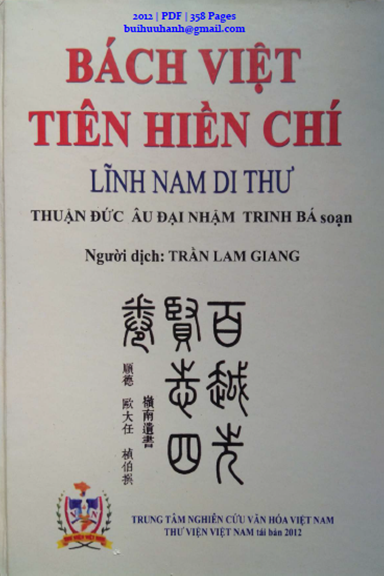 2012 | PDF | 358 Pages
buihuuhanh@gmail.com
BÁCH VIỆT
TIÊN HIỀN CHÍ
LĨNH NAM DI THƯ
THUẬN ĐỨC ÂU ĐẠI NHẬM TRINH BÁ soạn
Người dịch: TRẦN LAM GIANG
百越先
賢志四
卷
嶺南遺書
順德 歐大任 楨伯撰
TRUNG TÂM NGHIÊN CỨU VĂN HÓA VIỆT NAM
THƯ VIỆN VIỆT NAM tái bản 2012